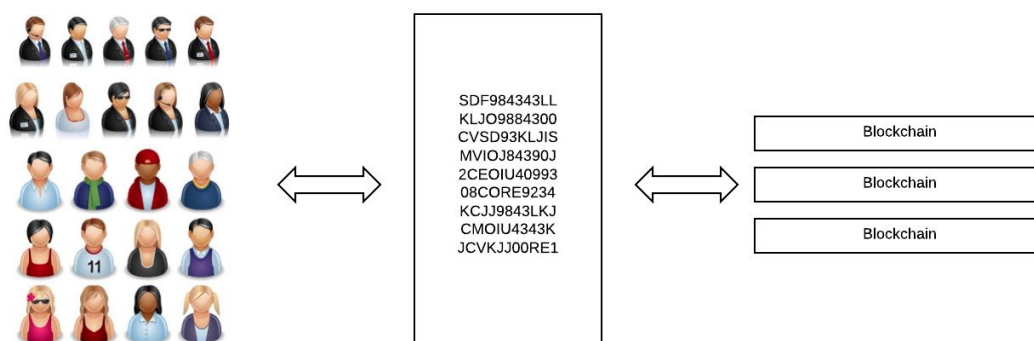 11
SDF984343LL
KLJO9884300
CVSD93KLJIS
MVIOJ84390J
2CEOIU40993
08CORE9234
KCJJ9843LKJ
CMOIU4343K
JCVKJJ00RE1
Blockchain
Blockchain
Blockchain